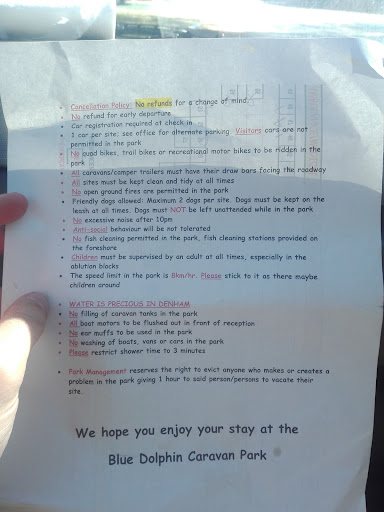 Cancellation Policy: No refunds for a change of mind.
No refund for early departure
Car registration required at check in
1 car per site; see office for alternate parking. Visitors cars are not
permitted in the park
No quad bikes, trail bikes or recreational motor bikes to be ridden in the
park
All caravans/camper trailers must have their draw bars facing the roadway
All sites must be kept clean and tidy at all times
No open ground fires are permitted in the park
Friendly dogs allowed: Maximum 2 dogs per site. Dogs must be kept on the
leash at all times. Dogs must NOT be left unattended while in the park
No excessive noise after 10pm
Anti-social behaviour will not be tolerated
No fish cleaning permitted in the park, fish cleaning stations provided on
the foreshore
Children must be supervised by an adult at all times, especially in the
ablution blocks
The speed limit in the park is 8km/hr. Please stick to it as there maybe
children around
WATER IS PRECIOUS IN DENHAM
No filling of caravan tanks in the park
All boat motors to be flushed out in front of reception
No ear muffs to be used in the park
No washing of boats, vans or cars in the park
Please restrict shower time to 3 minutes
Park Management reserves the right to evict anyone who makes or creates a
problem in the park giving 1 hour to said person/persons to vacate their
site.
We hope you enjoy your stay at the
Blue Dolphin Caravan Park